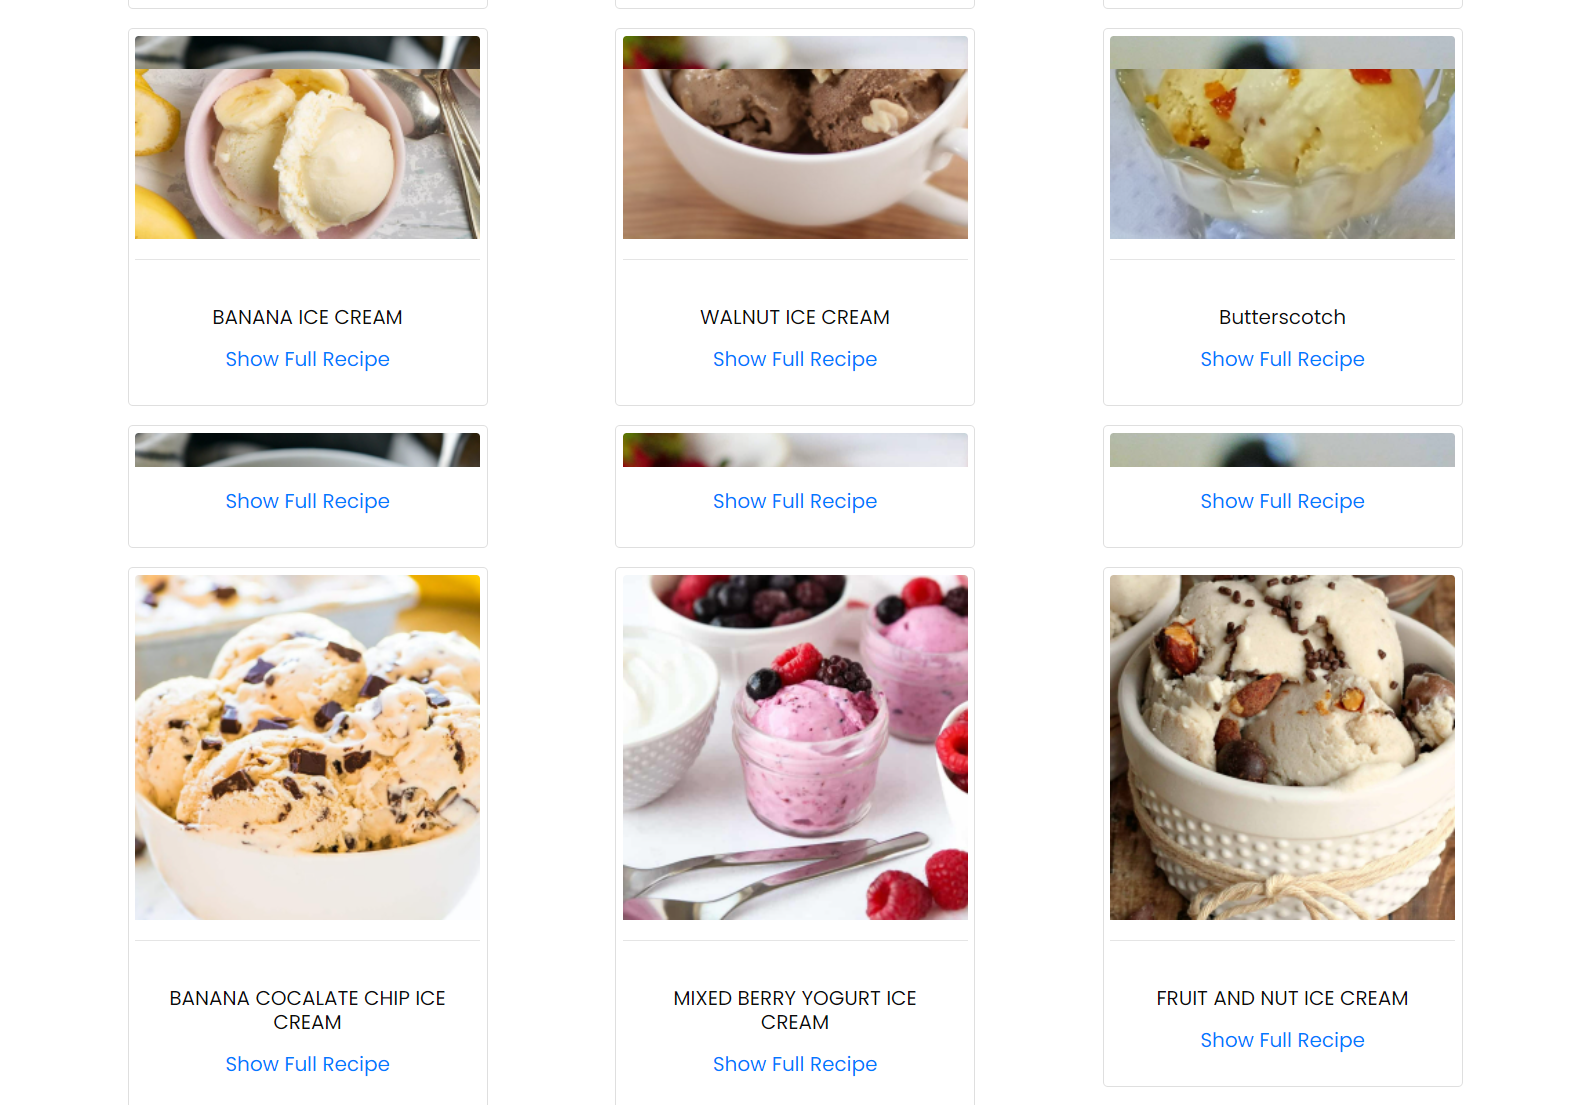 BANANA ICE CREAM
WALNUT ICE CREAM
Butterscotch
Show Full Recipe
Show Full Recipe
Show Full Recipe
Show Full Recipe
Show Full Recipe
Show Full Recipe
BANANA COCALATE CHIP ICE
CREAM
MIXED BERRY YOGURT ICE
CREAM
FRUIT AND NUT ICE CREAM
Show Full Recipe
Show Full Recipe
Show Full Recipe